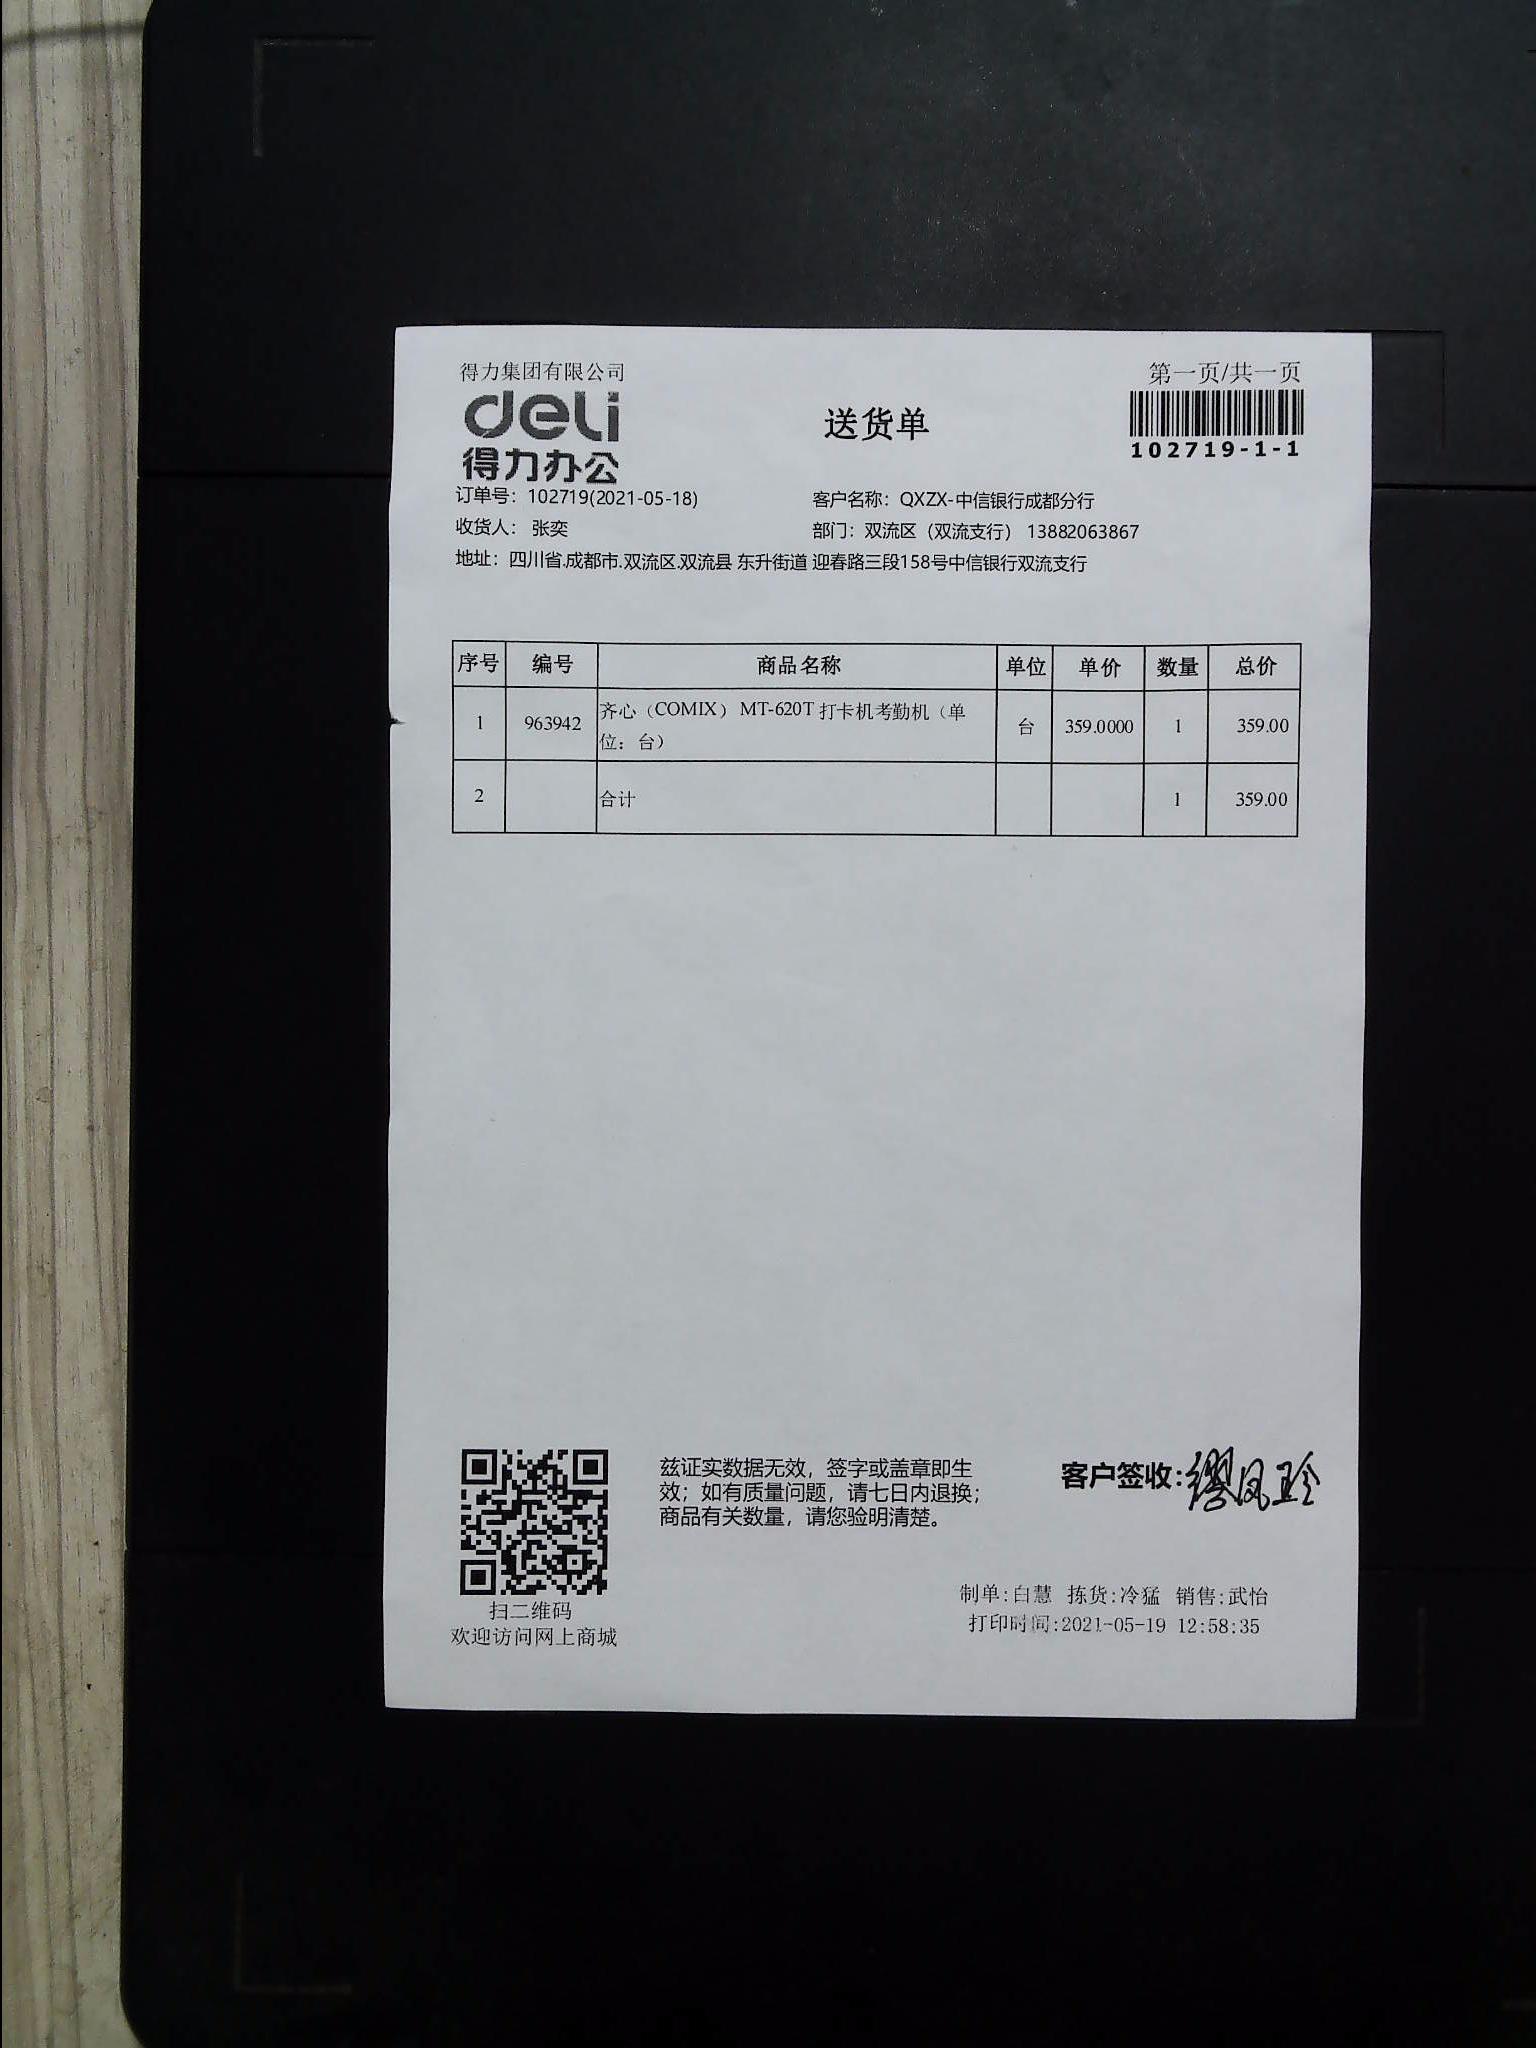 得力集团有限公司
第一页/共一页
deli
得力办公
送货单
102719-1-1
订单号：102719(2021-05-18)
客户名称：QXZX-中信银行成都分行
收货人：张奕
部门：双流区（双流支行） 13882063867
地址：四川省.成都市.双流区.双流县 东升街道 迎春路三段158号中信银行双流支行
序号 编号 商品名称 单位 单价 数量 总价
1 963942 齐心（COMIX） MT-620T 打卡机考勤机（单 台 359.0000 1 359.00
位：台）
2 合计 1 359.00
兹证实数据无效，签字或盖章即生
效；如有质量问题，请七日内退换；
商品有关数量，请您验明清楚。
客户签收:缪凤玲
扫二维码
欢迎访问网上商城
制单:白慧 拣货:冷猛 销售:武怡
打印时间:2021-05-19 12:58:35